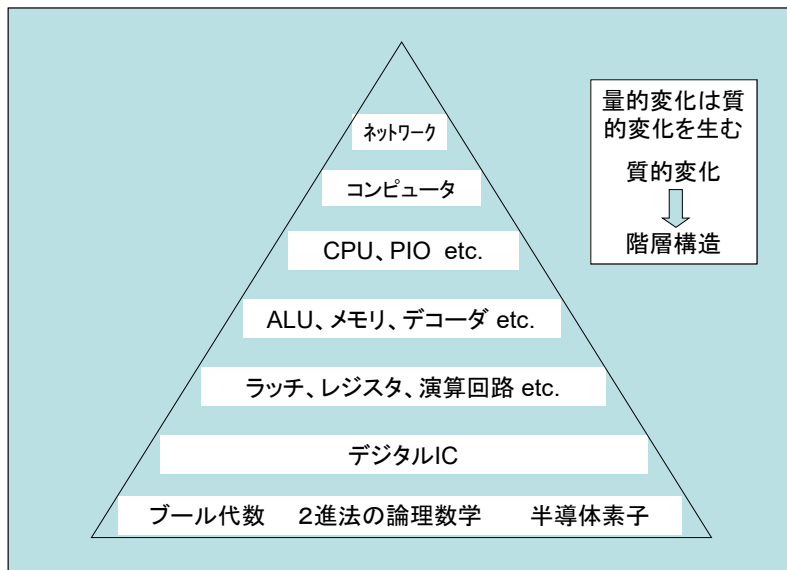 ネットワーク
コンピュータ
CPU、PIO etc.
ALU、メモリ、デコーダ etc.
ラッチ、レジスタ、演算回路 etc.
デジタルIC
ブール代数 2進法の論理数学 半導体素子
量的変化は質
的変化を生む
質的変化
階層構造